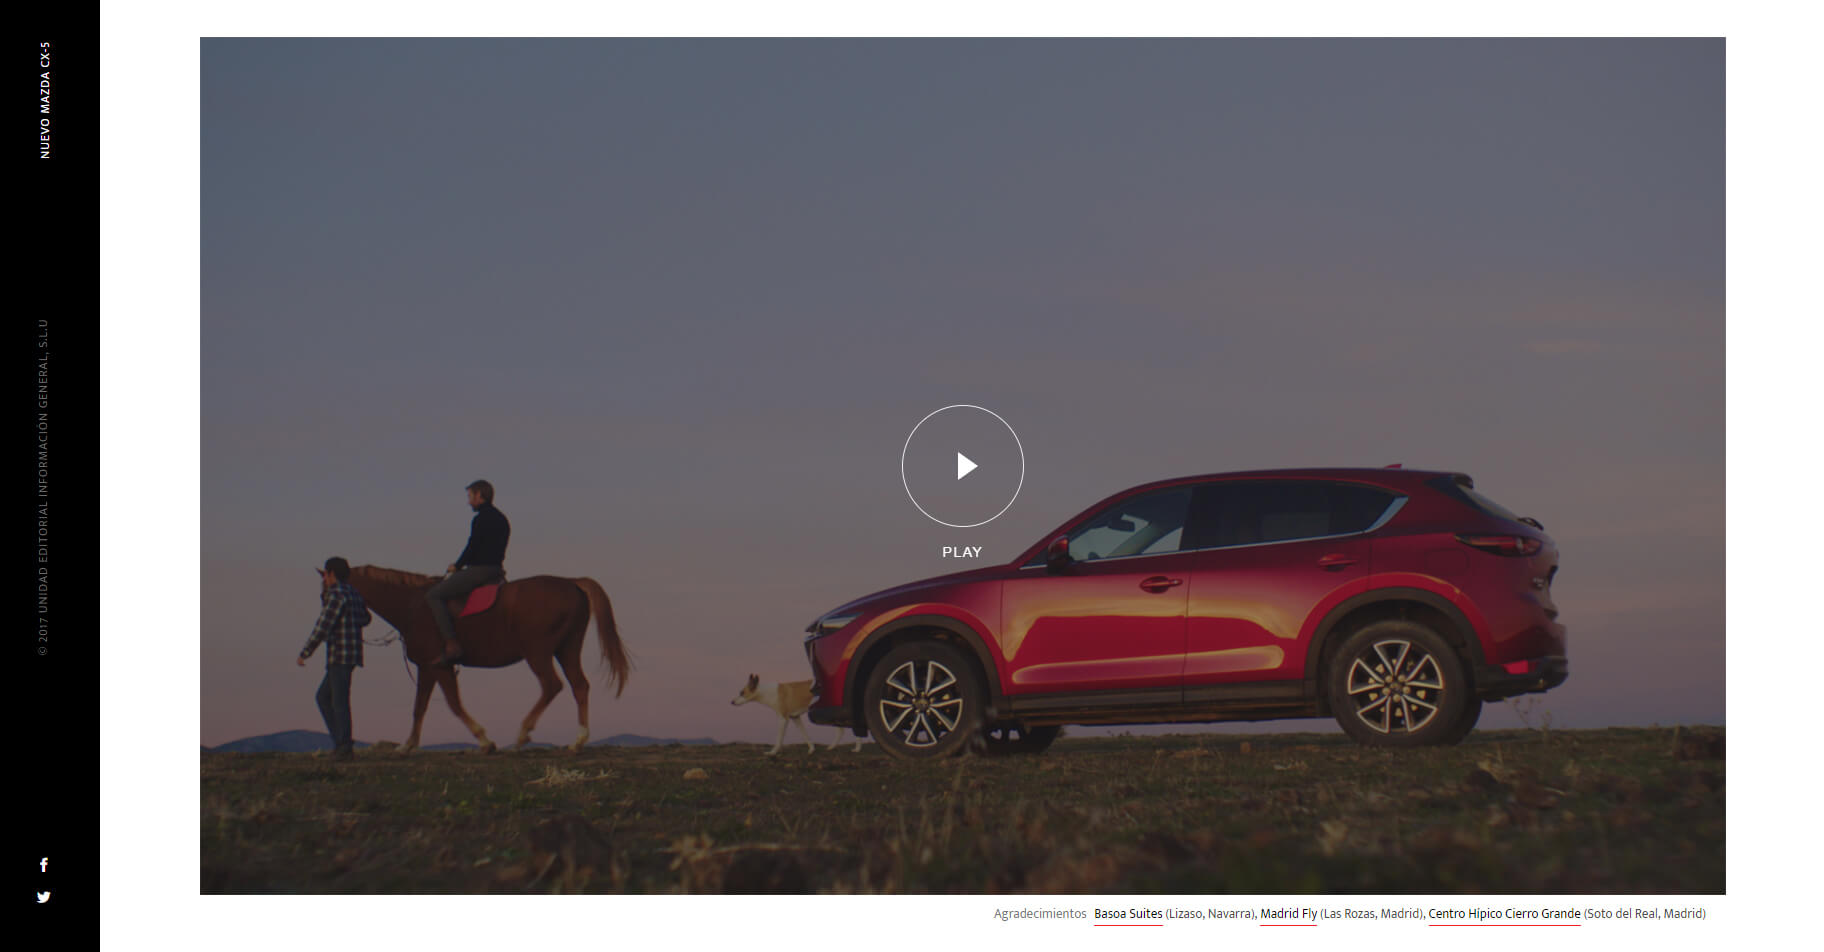 NUEVO MAZDA CX-5
© 2017 UNIDAD EDITORIAL INFORMACIÓN GENERAL, S.L.U
PLAY
Agradecimientos Basoa Suites (Lizaso, Navarra), Madrid Fly (Las Rozas, Madrid), Centro Hípico Cierro Grande (Soto del Real, Madrid)